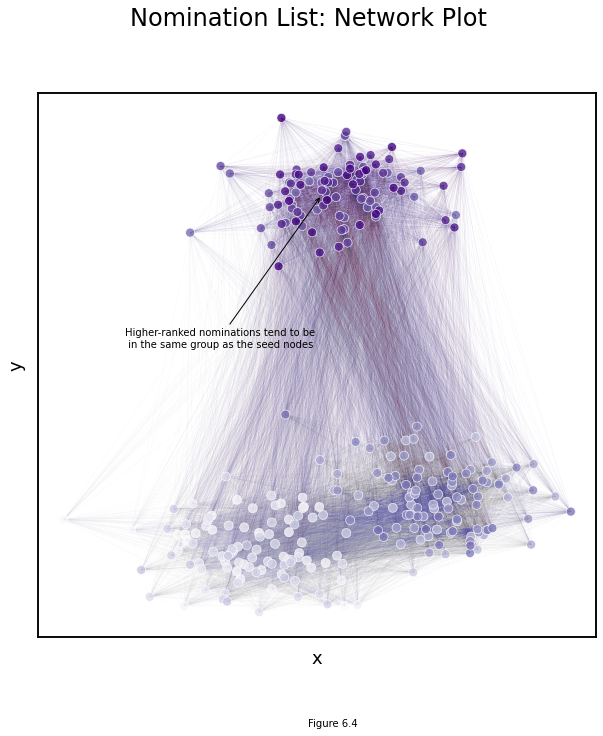 Nomination List: Network Plot
y
Higher-ranked nominations tend to be
in the same group as the seed nodes
x
Figure 6.4